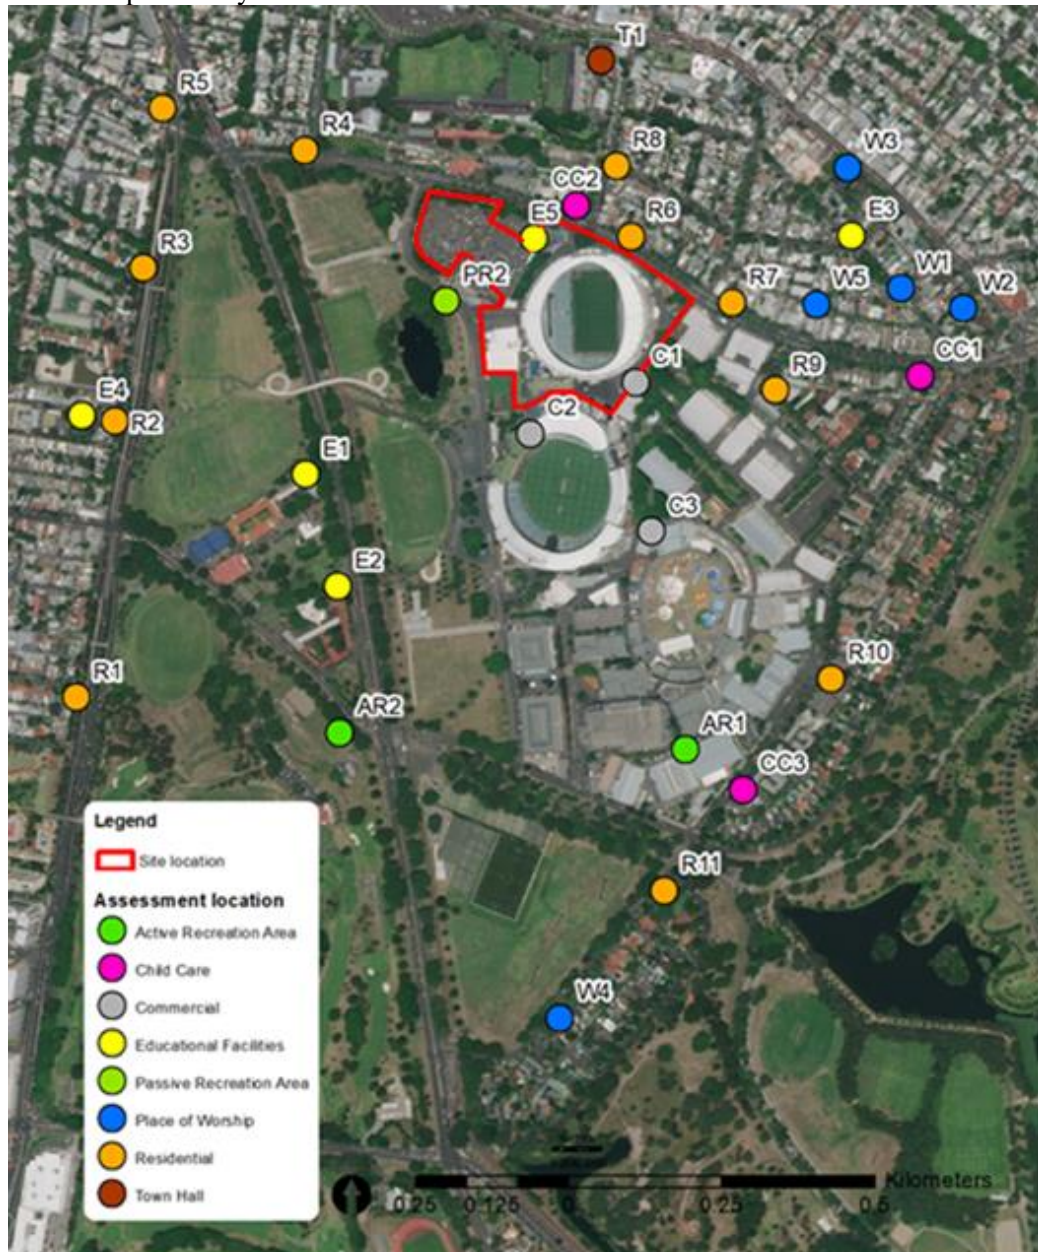 T1
R5
R4
R8
W3
CC2
E5
R6
E3
R3
PR2
W1
R7
W5
W2
C1
CC1
R9
E4
R2
C2
E1
C3
E2
R1
R10
AR2
AR1
CC3
Legend
Site location
R11
Assessment location
Active Recreation Area
Child Care
Commercial
W4
Educational Facilities
Passive Recreation Area
Place of Worship
Residential
Kilometers
Town Hall
0.25 0.125 0 0.25 0.5